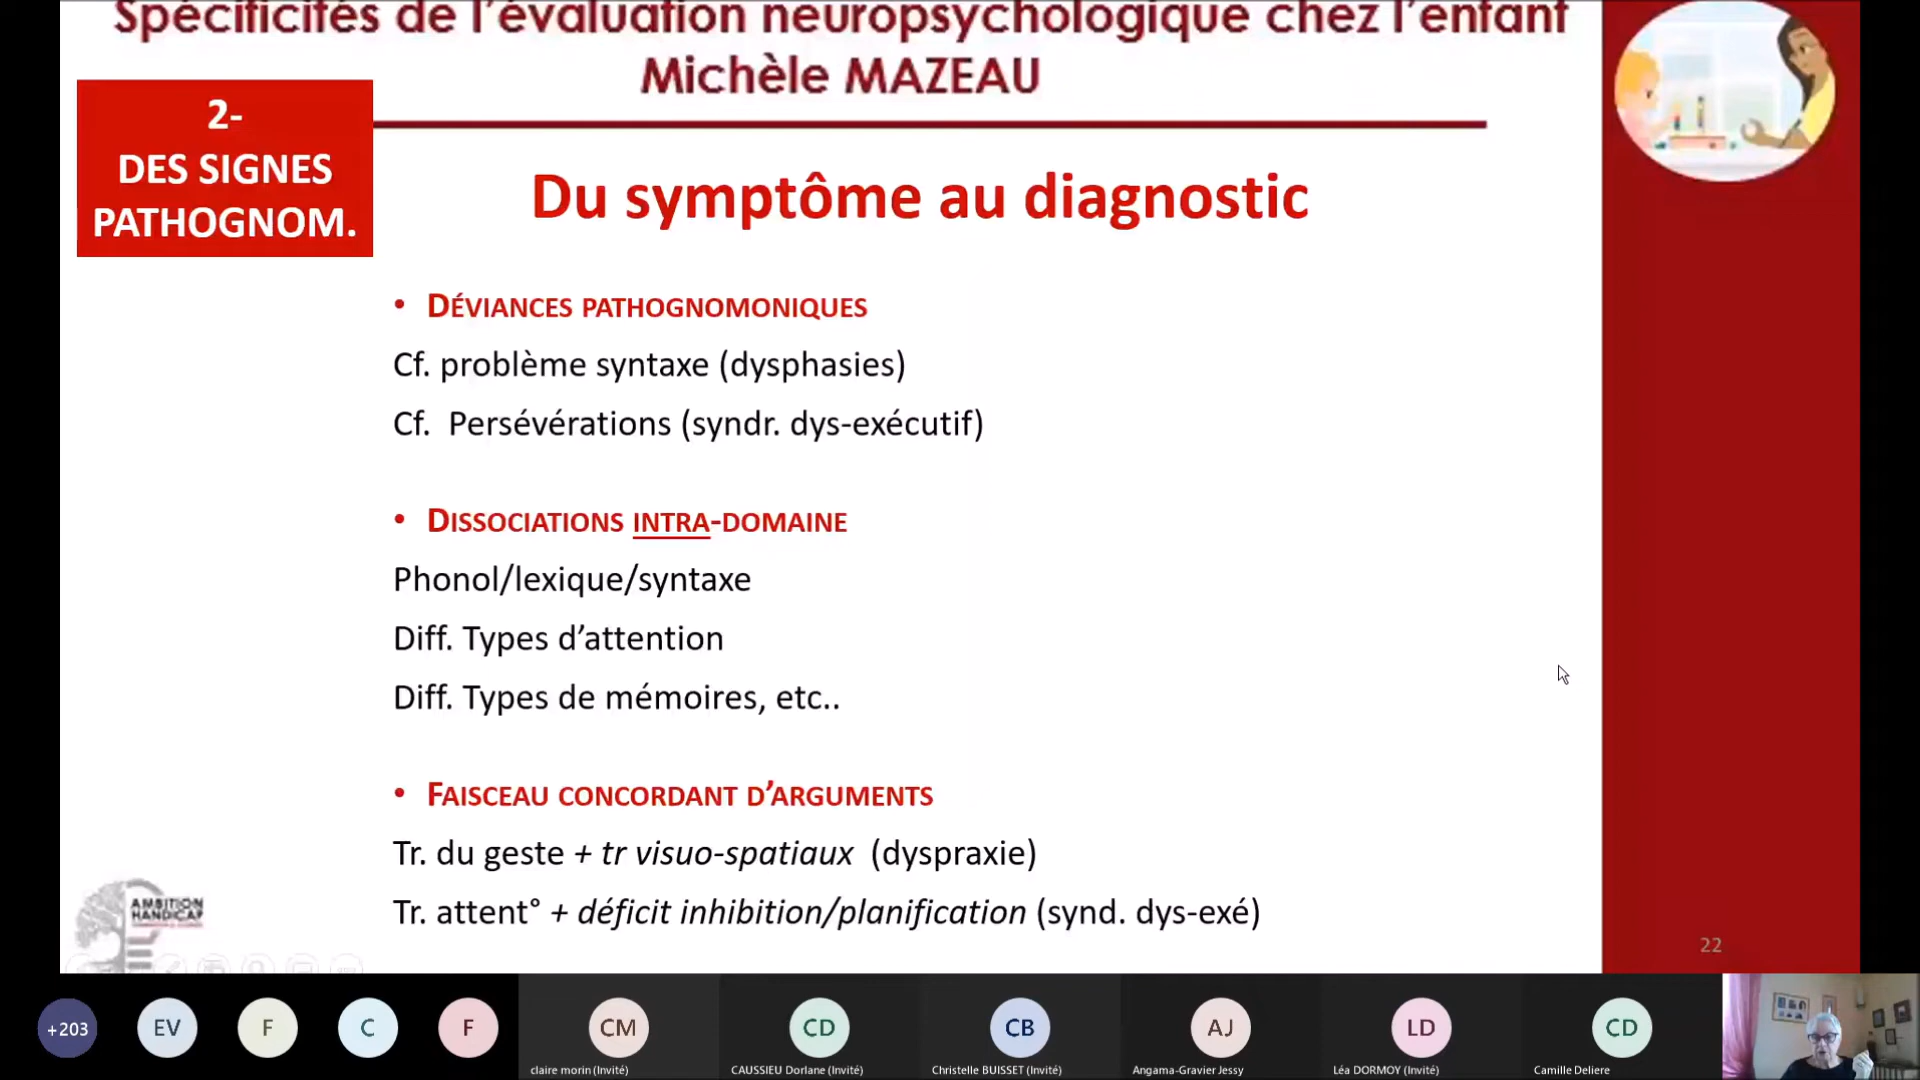 Spécificités de l'évaluation neuropsychologique chez l'enfant
Michèle MAZEAU
2-
DES SIGNES
PATHOGNOM.
Du symptôme au diagnostic
• DÉVIANCES PATHOGNOMONIQUES
Cf. problème syntaxe (dysphasies)
Cf. Persévérations (syndr. dys-exécutif)
• DISSOCIATIONS INTRA-DOMAINE
Phonol/lexique/syntaxe
Diff. Types d'attention
Diff. Types de mémoires, etc..
• FAISCEAU CONCORDANT D'ARGUMENTS
Tr. du geste + tr visuo-spatiaux (dyspraxie)
Tr. attent° + déficit inhibition/planification (synd. dys-exé)
AMBITION
HANDICAP
22
+203
EV
F
C
F
CM
CD
CB
AJ
LD
CD
claire morin (Invité)
CAUSSIEU Dorlane (Invité)
Christelle BUISSET (Invité)
Angama-Gravier Jessy
Léa DORMOY (Invité)
Camille Deliere